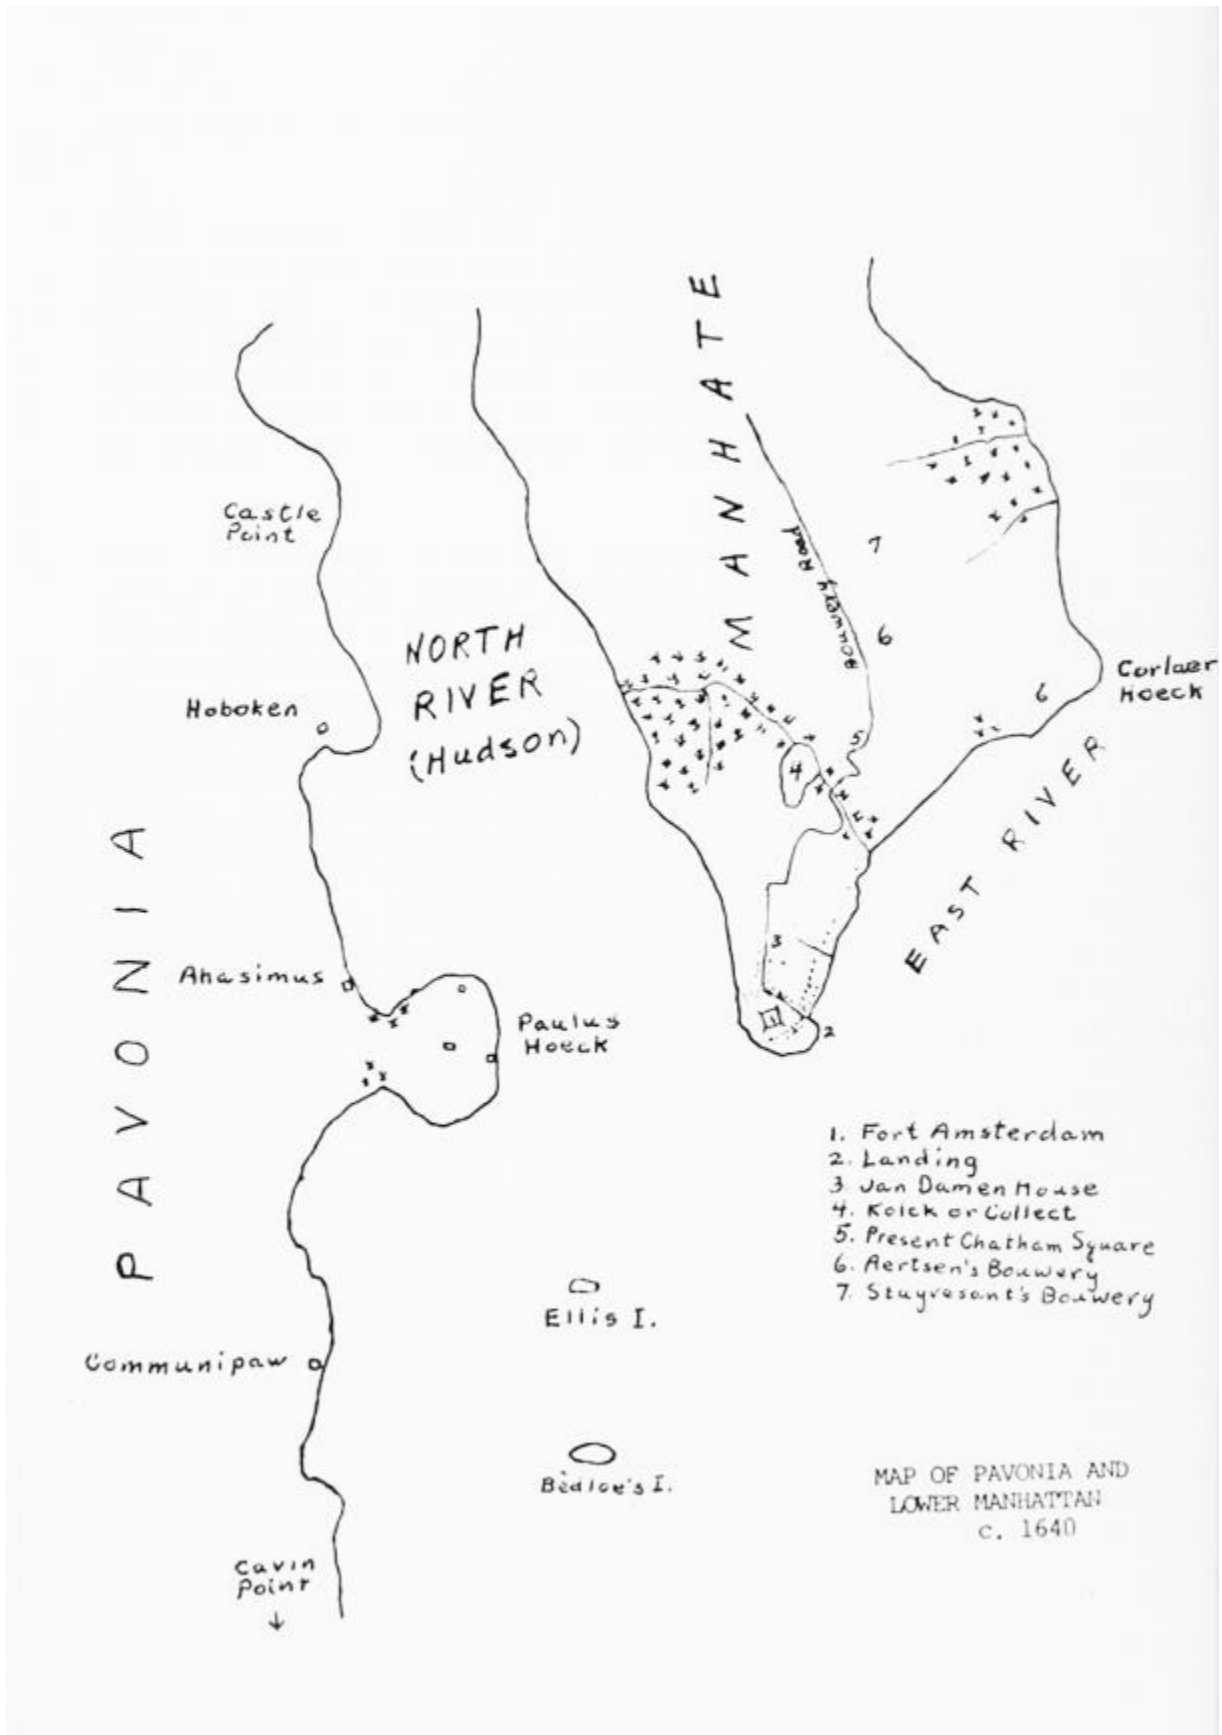 MANHATE
Castle
Point
Bouwery Road
7
NORTH
RIVER
(Hudson)
6
Corlaer
Hoeck
6
Hoboken
5
4
EAST RIVER
PAVONIA
3
Ahasimus
Paulus
Hoeck
1
2
1. Fort Amsterdam
2. Landing
3 Jan Damen House
4. Kolck or Collect
5. Present Chatham Square
6. Aertsen's Bouwery
7. Stuyvesant's Bouwery
Ellis I.
Communipaw
Bedloe's I.
MAP OF PAVONIA AND
LOWER MANHATTAN
c. 1640
Cavin
Point